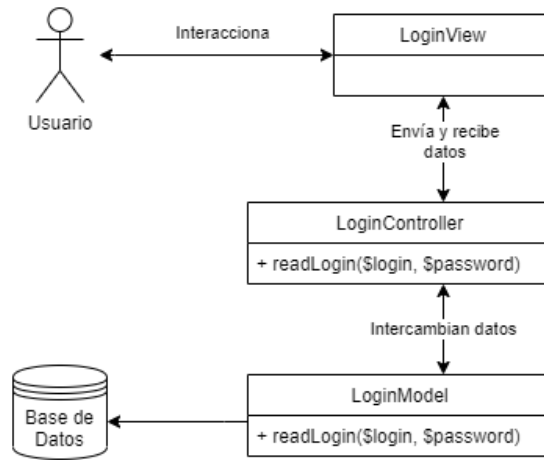 Interacciona
LoginView
Usuario
Envía y recibe
datos
LoginController
+ readLogin($login, $password)
Intercambian datos
LoginModel
+ readLogin($login, $password)
Base de
Datos